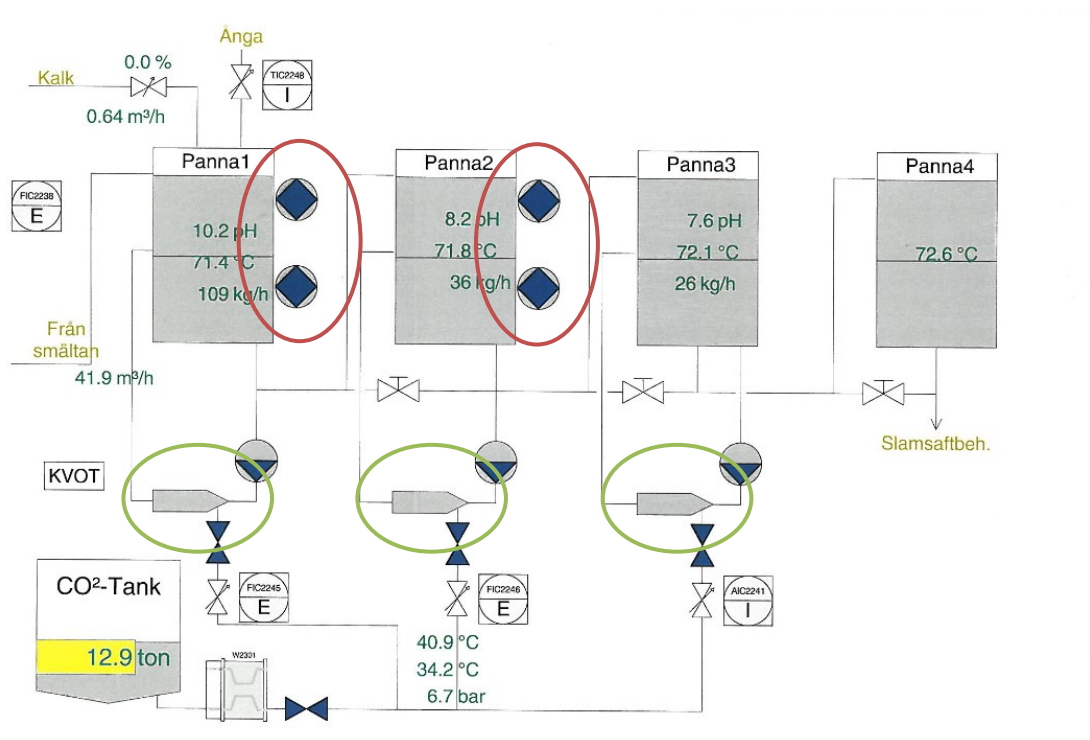 Ånga
0.0 %
Kalk
TIC2248
I
0.64 m³/h
Panna1
Panna2
Panna3
Panna4
FIC2238
E
10.2 pH
71.4 °C
109 kg/h
8.2 pH
71.8 °C
36 kg/h
7.6 pH
72.1 °C
26 kg/h
72.6 °C
Från
smältan
41.9 m³/h
Slamsaftbeh.
KVOT
CO²-Tank
12.9 ton
FIC2245
E
FIC2246
E
AIC2241
I
W2331
40.9 °C
34.2 °C
6.7 bar